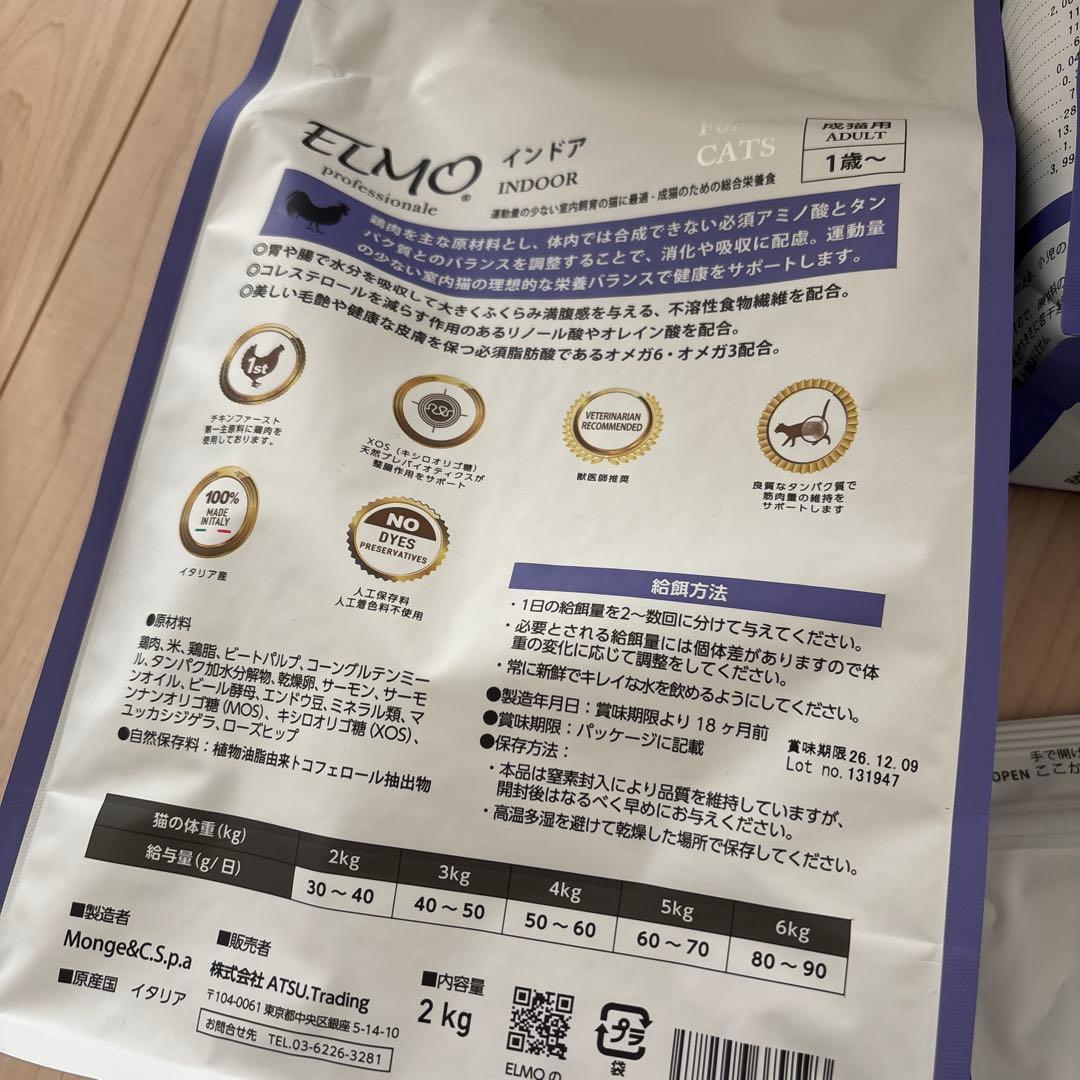 ELMO®
professionale
インドア
INDOOR
運動量の少ない室内飼育の猫に最適 - 成猫のための総合栄養食
For
CATS
成猫用
ADULT
1歳～
鶏肉を主な原材料とし、体内では合成できない必須アミノ酸とタン
パク質とのバランスを調整することで、消化や吸収に配慮。運動量
の少ない室内猫の理想的な栄養バランスで健康をサポートします。
◎胃や腸で水分を吸収して大きくふくらみ満腹感を与える、不溶性食物繊維を配合。
◎コレステロールを減らす作用のあるリノール酸やオレイン酸を配合。
◎美しい毛艶や健康な皮膚を保つ必須脂肪酸であるオメガ6・オメガ3配合。
1st
チキンファースト
第一主原料に鶏肉を
使用しております。
XOS（キシロオリゴ糖）
天然プレバイオティクスが
整腸作用をサポート
VETERINARIAN
RECOMMENDED
獣医師推奨
良質なタンパク質で
筋肉量の維持を
サポートします
100%
MADE
IN ITALY
イタリア産
NO
DYES
PRESERVATIVES
人工保存料
人工着色料不使用
●原材料
鶏肉、米、鶏脂、ビートパルプ、コーングルテンミー
ル、タンパク加水分解物、乾燥卵、サーモン、サーモ
ンオイル、ビール酵母、エンドウ豆、ミネラル類、マ
ンナンオリゴ糖（MOS）、キシロオリゴ糖（XOS）、
ユッカシジゲラ、ローズヒップ
●自然保存料：植物油脂由来トコフェロール抽出物
給餌方法
・1日の給餌量を2～数回に分けて与えてください。
・必要とされる給餌量には個体差がありますので体
重の変化に応じて調整をしてください。
・常に新鮮でキレイな水を飲めるようにしてください。
●製造年月日：賞味期限より18ヶ月前
●賞味期限：パッケージに記載
賞味期限26.12.09
Lot no.131947
●保存方法：
・本品は窒素封入により品質を維持していますが、
開封後はなるべく早めにお与えください。
・高温多湿を避けて乾燥した場所で保存してください。
猫の体重（kg） 2kg 3kg 4kg 5kg 6kg
給与量（g/日） 30～40 40～50 50～60 60～70 80～90
■製造者
Monge&C.S.p.a
■原産国 イタリア
■販売者
株式会社 ATSU.Trading
〒104-0061 東京都中央区銀座 5-14-10
お問合せ先 TEL.03-6226-3281
■内容量
2 kg
ELMO の
プラ
袋
手で開け
OPEN ここか